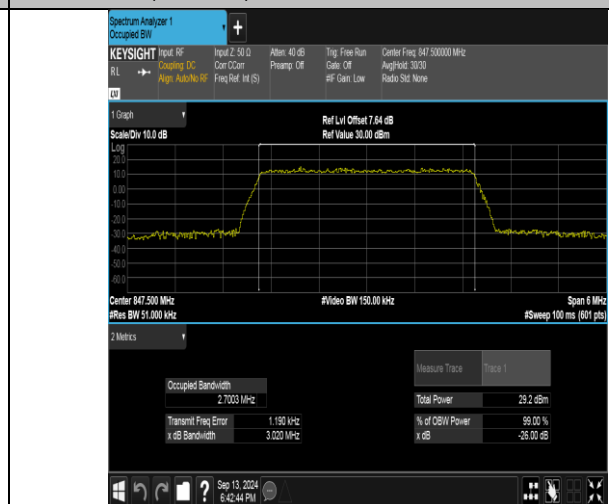 Spectrum Analyzer 1
Occupied BW
+
KEYSIGHT Input: RF Input Z: 50 Ω Atten: 40 dB Trig: Free Run Center Freq: 847.500000 MHz
RL Coupling: DC Corr CCorr Preamp: Off Gate: Off Avg|Hold: 30/30
Align: Auto/No RF Freq Ref: Int (S) #IF Gain: Low Radio Std: None
LXI
1 Graph
Ref Lvl Offset 7.64 dB
Scale/Div 10.0 dB Ref Value 30.00 dBm
Log
20.0
10.0
0.00
-10.0
-20.0
-30.0
-40.0
-50.0
-60.0
Center 847.500 MHz #Video BW 150.00 kHz Span 6 MHz
#Res BW 51.000 kHz #Sweep 100 ms (601 pts)
2 Metrics
Measure Trace Trace 1
Occupied Bandwidth
2.7003 MHz
Total Power 29.2 dBm
Transmit Freq Error 1.190 kHz % of OBW Power 99.00 %
x dB Bandwidth 3.020 MHz x dB -26.00 dB
? Sep 13, 2024
6:42:44 PM